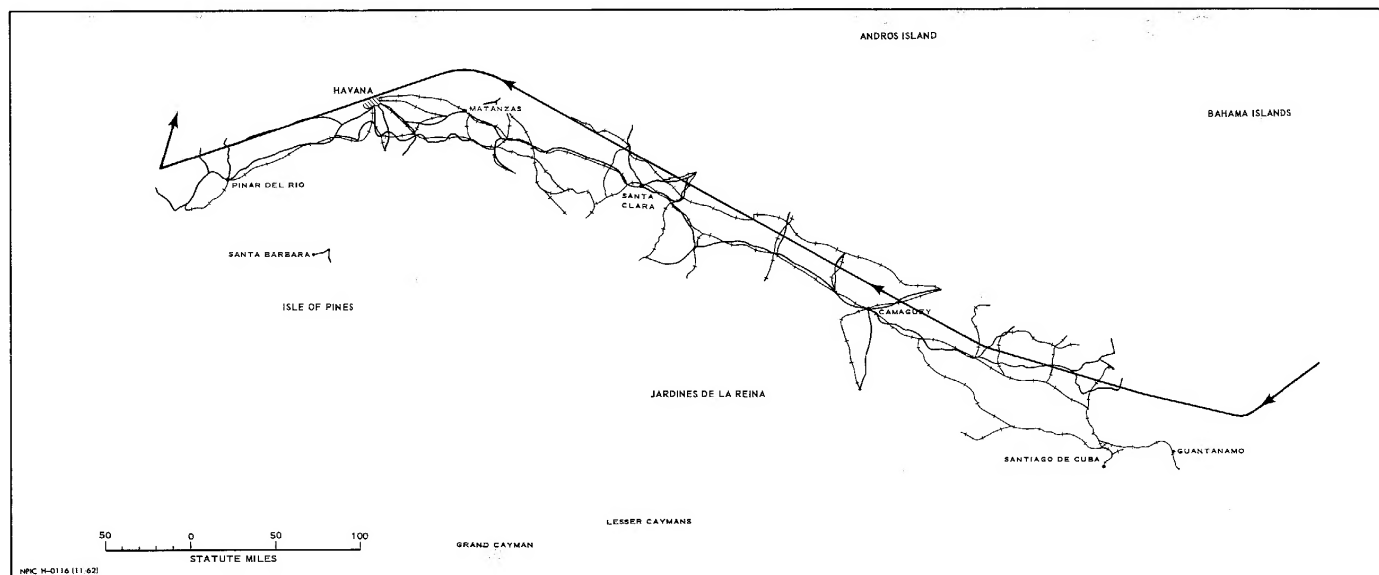 ANDROS ISLAND
HAVANA
MATANZAS
BAHAMA ISLANDS
PINAR DEL RIO
SANTA
CLARA
SANTA BARBARA
ISLE OF PINES
CAMAGUEY
JARDINES DE LA REINA
GUANTANAMO
SANTIAGO DE CUBA
LESSER CAYMANS
50 0 50 100
GRAND CAYMAN
STATUTE MILES
NPIC H-0116 (11/62)